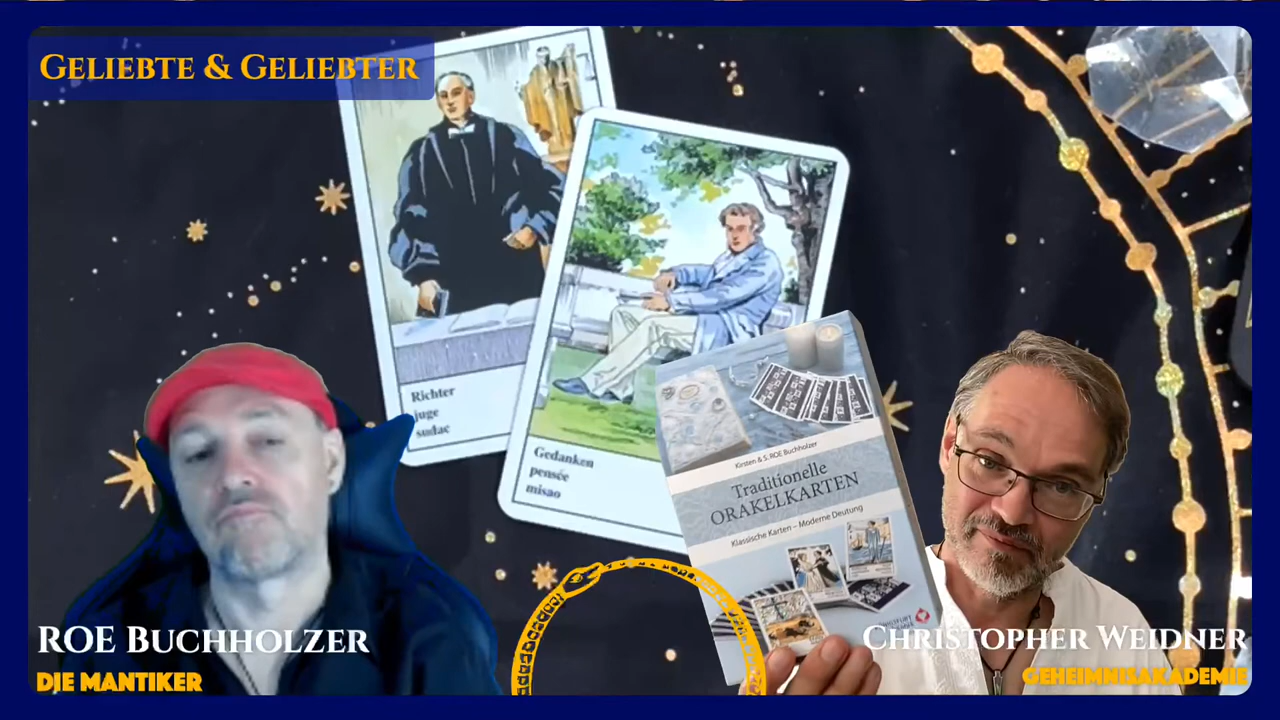 GELIEBTE & GELIEBTER
Richter
juge
sudac
Gedanken
pensée
misao
Kirsten & S: ROE Buchholzer
Traditionelle
ORAKELKARTEN
Klassische Karten – Moderne Deutung
ROE BUCHHOLZER
DIE MANTIKER
CHRISTOPHER WEIDNER
GEHEIMNISAKADEMIE